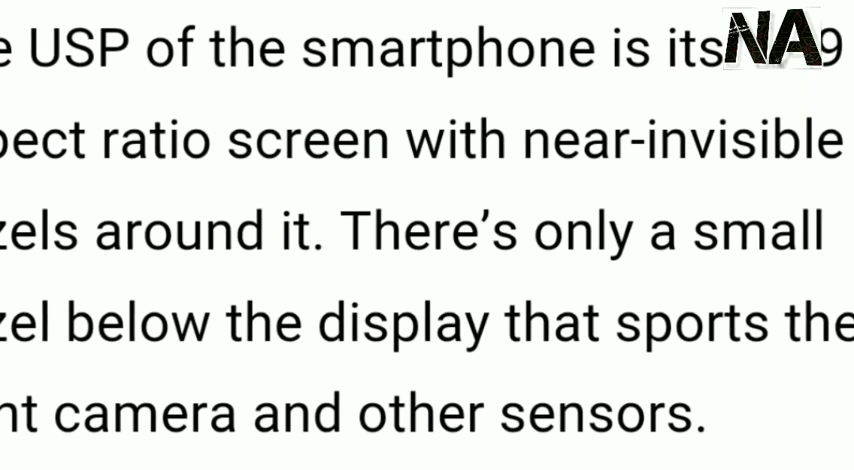 e USP of the smartphone is its NA 9
pect ratio screen with near-invisible
zels around it. There’s only a small
zel below the display that sports the
nt camera and other sensors.